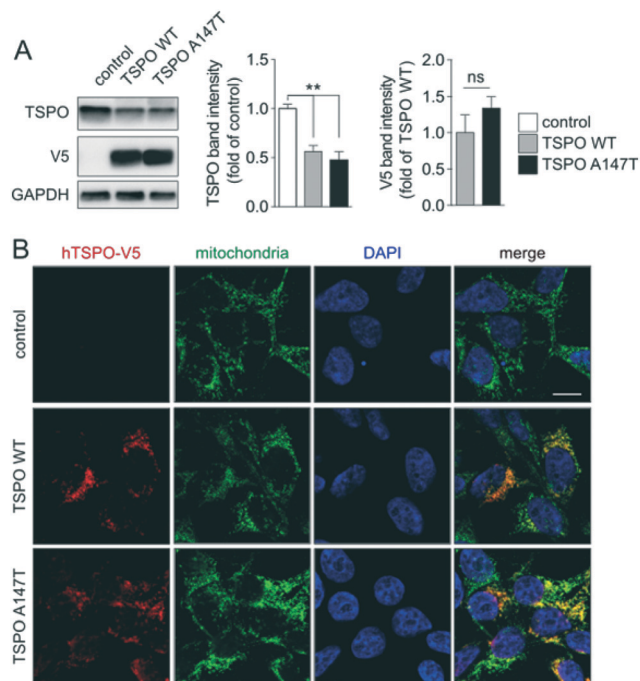 A
control
TSPO WT
TSPO A147T
TSPO
V5
GAPDH
TSPO band intensity
(fold of control)
1.5
1.0
0.5
0.0
**
V5 band intensity
(fold of TSPO WT)
2.0
1.5
1.0
0.5
0.0
ns
control
TSPO WT
TSPO A147T
B
hTSPO-V5 mitochondria DAPI merge
control
TSPO WT
TSPO A147T